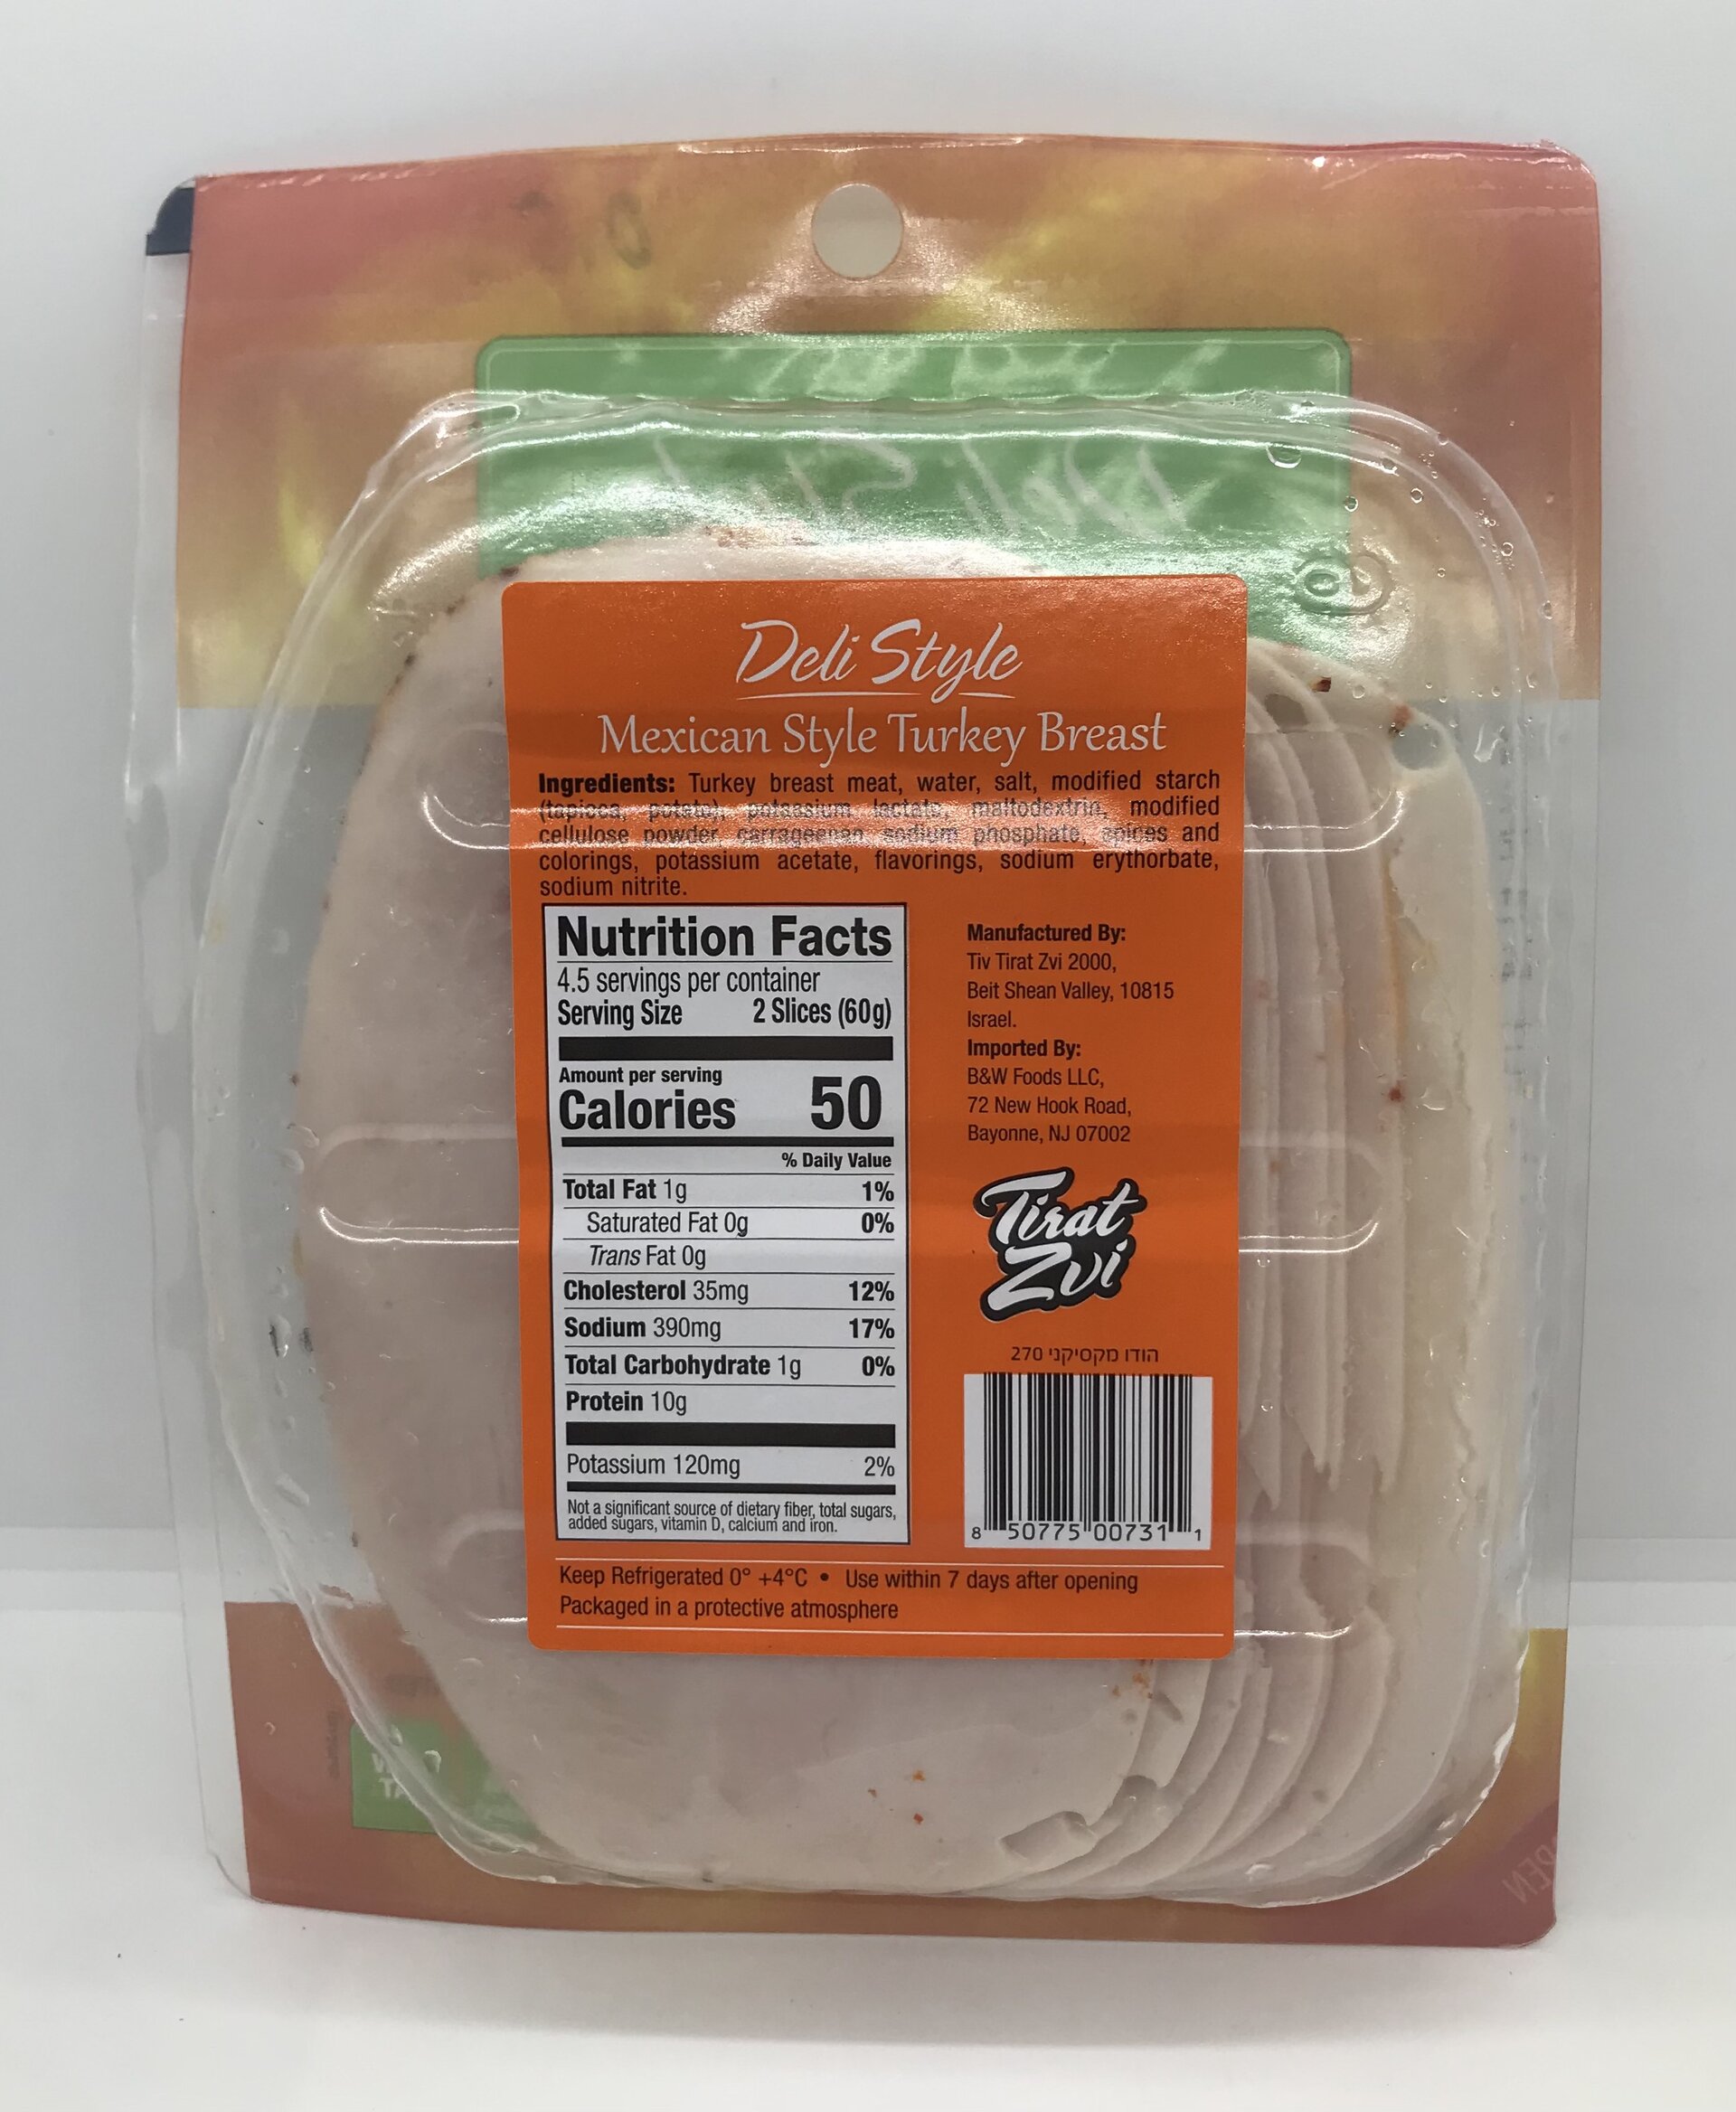 Deli Style
Mexican Style Turkey Breast
Ingredients: Turkey breast meat, water, salt, modified starch
(tapioca, potato), potassium lactate, maltodextrin, modified
cellulose powder, carrageenan, sodium phosphate, spices and
colorings, potassium acetate, flavorings, sodium erythorbate,
sodium nitrite.
Nutrition Facts
4.5 servings per container
Serving Size 2 Slices (60g)
Amount per serving
Calories 50
% Daily Value
Total Fat 1g 1%
Saturated Fat 0g 0%
Trans Fat 0g
Cholesterol 35mg 12%
Sodium 390mg 17%
Total Carbohydrate 1g 0%
Protein 10g
Potassium 120mg 2%
Not a significant source of dietary fiber, total sugars,
added sugars, vitamin D, calcium and iron.
Manufactured By:
Tiv Tirat Zvi 2000,
Beit Shean Valley, 10815
Israel.
Imported By:
B&W Foods LLC,
72 New Hook Road,
Bayonne, NJ 07002
Tirat
Zvi
הודו מקסיקני 270
8 50775 00731 1
Keep Refrigerated 0° +4°C • Use within 7 days after opening
Packaged in a protective atmosphere